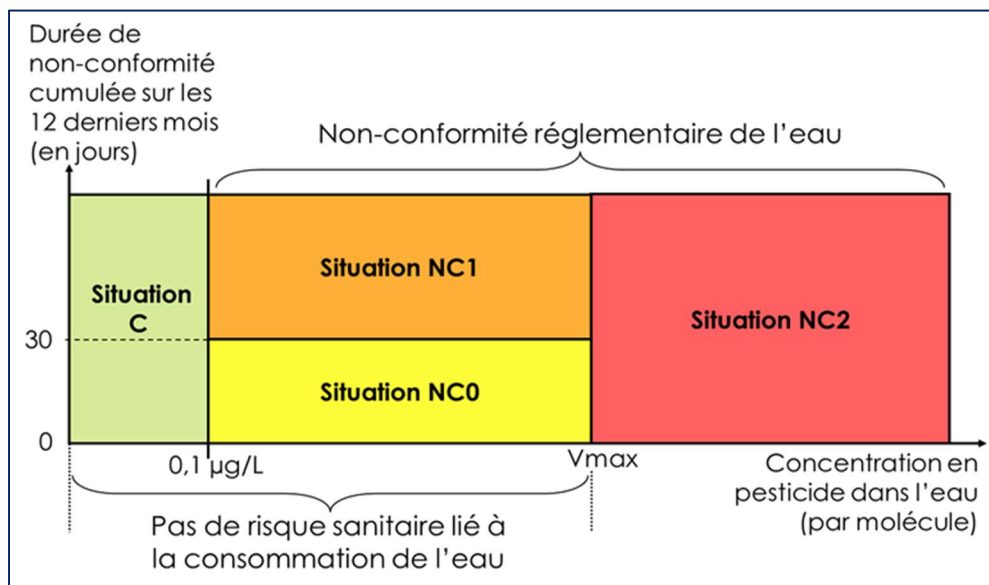 Durée de
non-conformité
cumulée sur les
12 derniers mois
(en jours)
Non-conformité réglementaire de l'eau
Situation NC1
Situation
C
Situation NC2
30
Situation NC0
0
0,1 µg/L
Vmax
Concentration en
pesticide dans l'eau
(par molécule)
Pas de risque sanitaire lié à
la consommation de l'eau